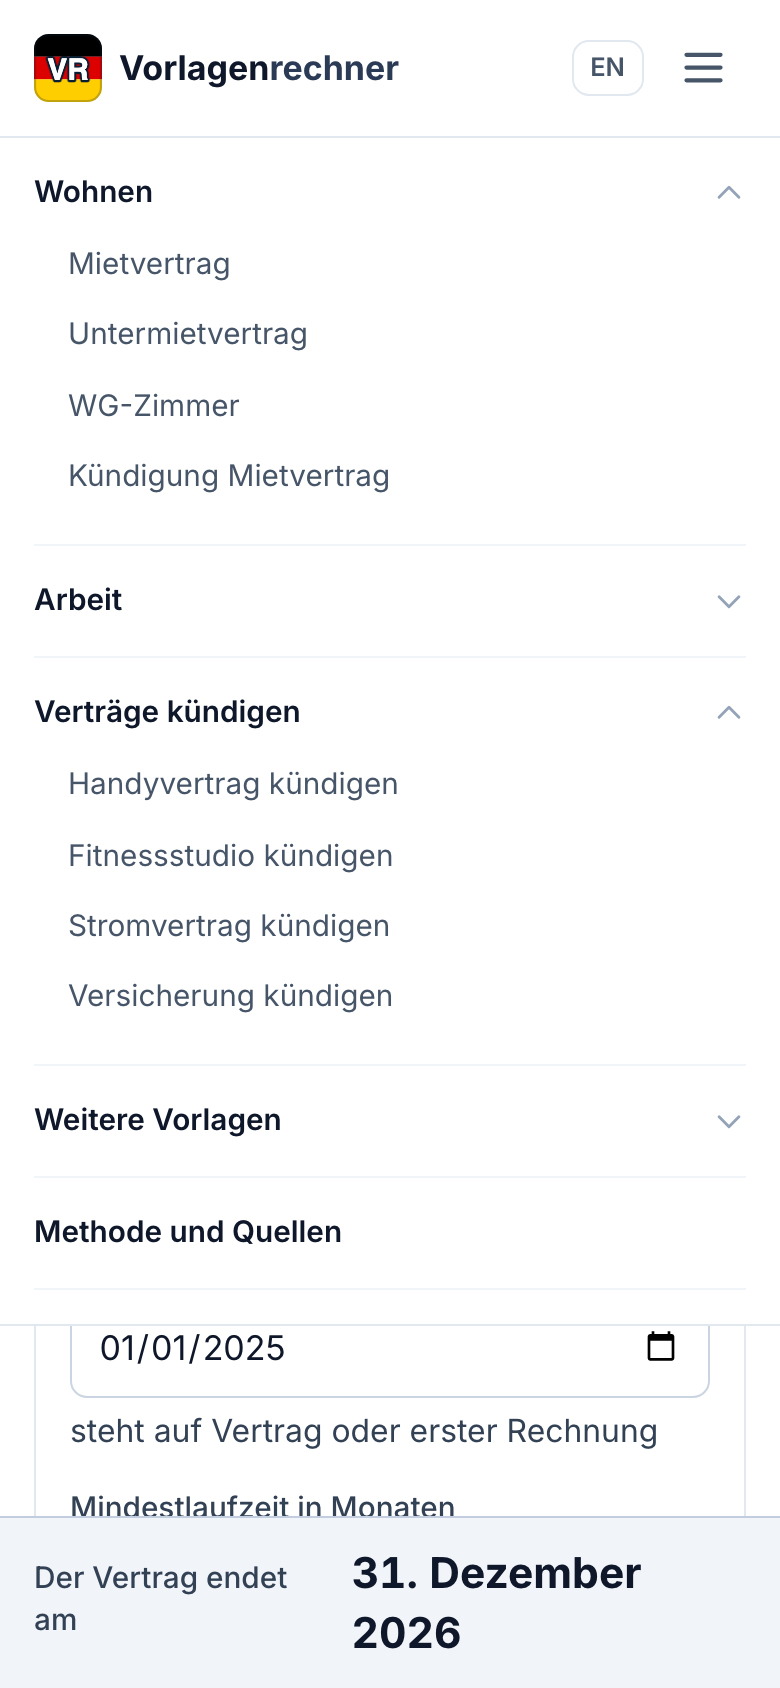 VR
Vorlagenrechner
EN
Wohnen
Mietvertrag
Untermietvertrag
WG-Zimmer
Kündigung Mietvertrag
Arbeit
Verträge kündigen
Handyvertrag kündigen
Fitnessstudio kündigen
Stromvertrag kündigen
Versicherung kündigen
Weitere Vorlagen
Methode und Quellen
01/01/2025
steht auf Vertrag oder erster Rechnung
Mindestlaufzeit in Monaten
Der Vertrag endet
am
31. Dezember
2026